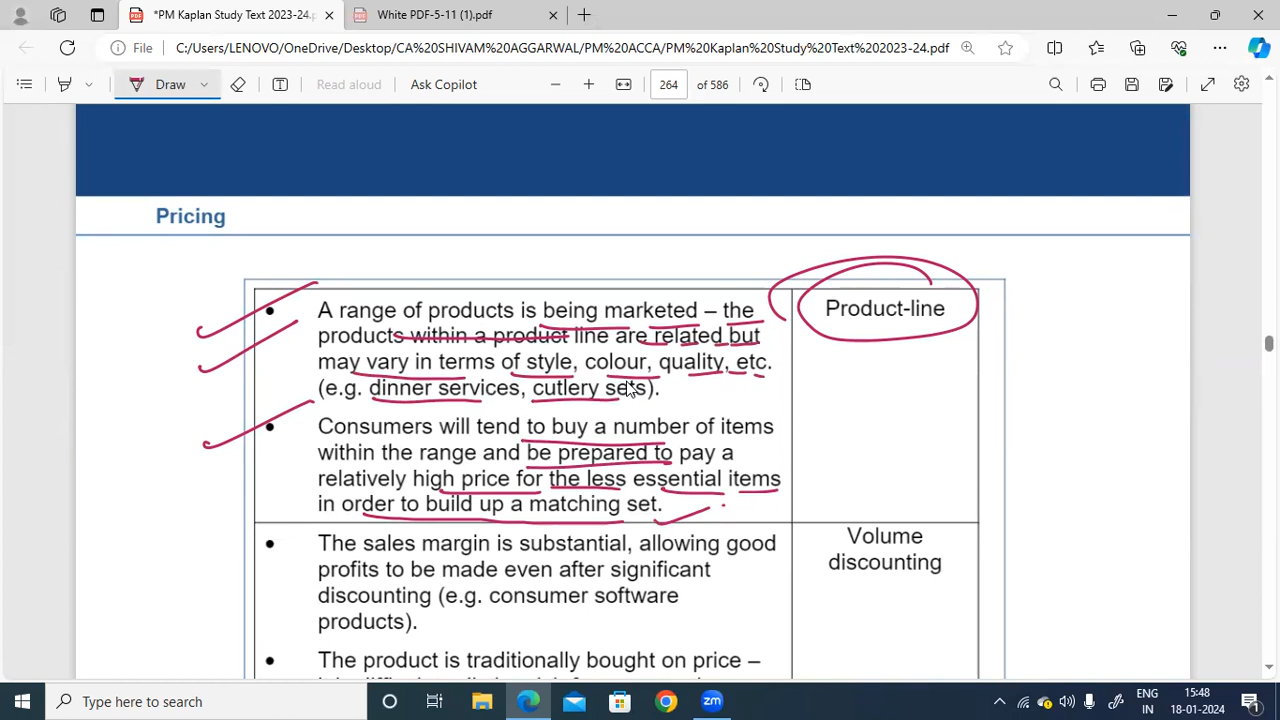 *PM Kaplan Study Text 2023-24.p
White PDF-5-11 (1).pdf
File
C:/Users/LENOVO/OneDrive/Desktop/CA%20SHIVAM%20AGGARWAL/PM%20ACCA/PM%20Kaplan%20Study%20Text%202023-24.pdf
Draw
Read aloud
Ask Copilot
264 of 586
Pricing
• A range of products is being marketed – the
products within a product line are related but
may vary in terms of style, colour, quality, etc.
(e.g. dinner services, cutlery sets).
• Consumers will tend to buy a number of items
within the range and be prepared to pay a
relatively high price for the less essential items
in order to build up a matching set.
Product-line
• The sales margin is substantial, allowing good
profits to be made even after significant
discounting (e.g. consumer software
products).
• The product is traditionally bought on price –
Volume
discounting
Type here to search
ENG
IN
15:48
18-01-2024